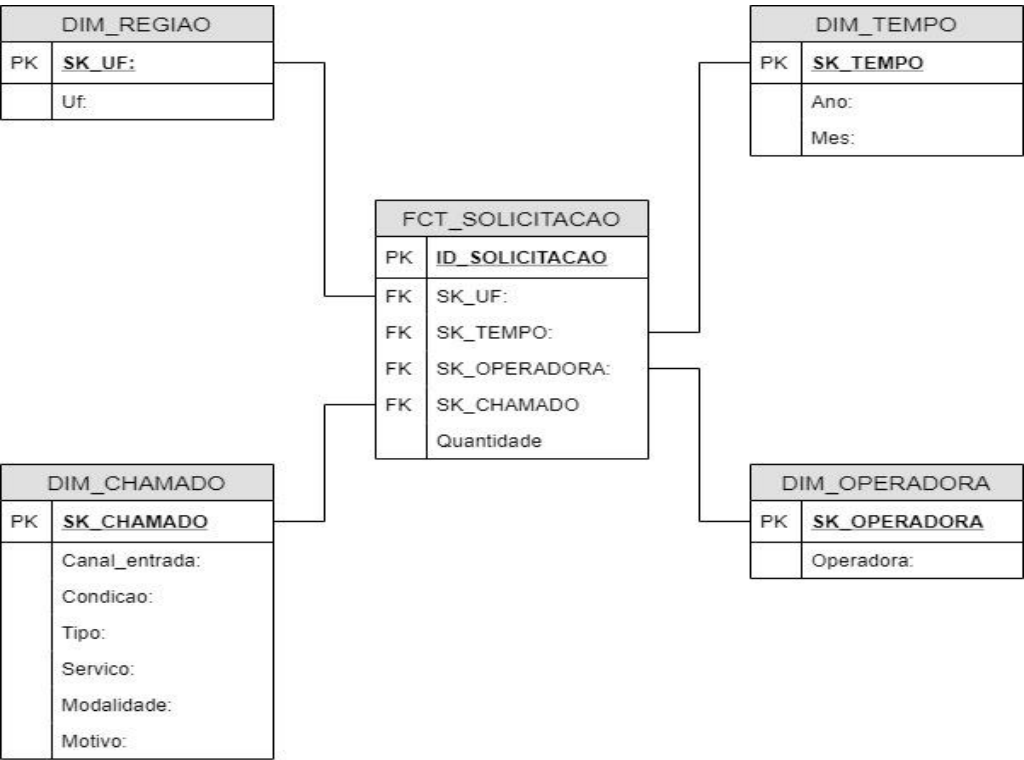 DIM_REGIAO
PK SK_UF:
Uf:
DIM_TEMPO
PK SK_TEMPO
Ano:
Mes:
FCT_SOLICITACAO
PK ID_SOLICITACAO
FK SK_UF:
FK SK_TEMPO:
FK SK_OPERADORA:
FK SK_CHAMADO
Quantidade
DIM_CHAMADO
PK SK_CHAMADO
Canal_entrada:
Condicao:
Tipo:
Servico:
Modalidade:
Motivo:
DIM_OPERADORA
PK SK_OPERADORA
Operadora: